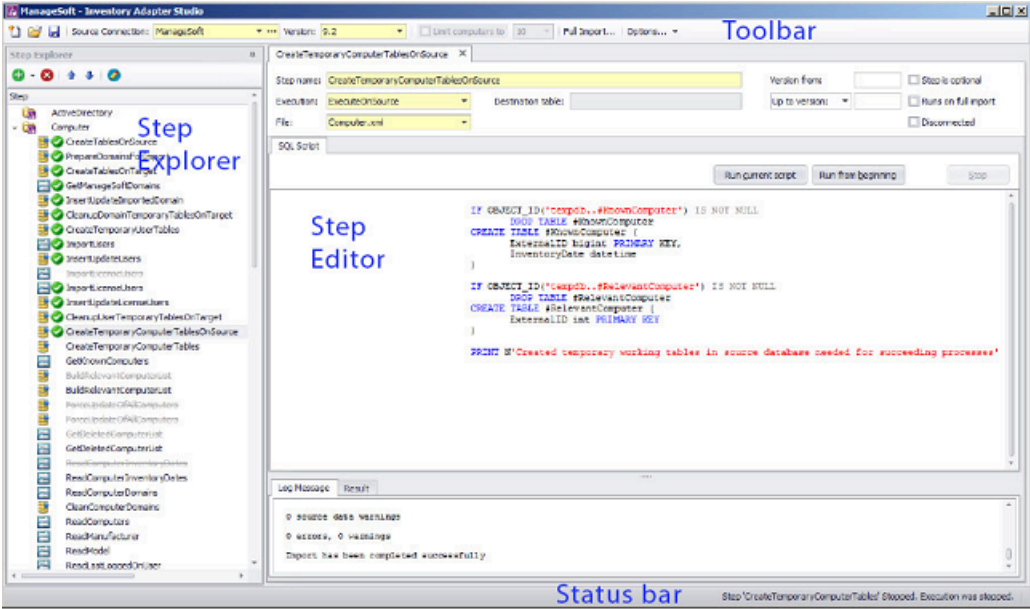 ManageSoft - Inventory Adapter Studio
Source Connection: ManageSoft Version: 9.2 Limit computers to 10 Full Import... Options...
Toolbar
Step Explorer
CreateTemporaryComputerTablesOnSource
Step name: CreateTemporaryComputerTablesOnSource Version from: Step is optional
Execution: ExecuteOnSource Destination table: Up to version: Runs on full import
File: Computer.xml Disconnected
SQL Script
Run current script Run from beginning Stop
Step
ActiveDirectory
Computer
Step
Explorer
CreateTablesOnSource
PrepareDomainsFor
CreateTablesOnTarget
GetManageSoftDomains
InsertUpdateImportedDomain
CleanupDomainTemporaryTablesOnTarget
CreateTemporaryUserTables
ImportUsers
InsertUpdateUsers
ImportLicenseUsers
ImportLicenseUsers
InsertUpdateLicenseUsers
CleanupUserTemporaryTablesOnTarget
CreateTemporaryComputerTablesOnSource
CreateTemporaryComputerTables
GetKnownComputers
BuildRelevantComputerList
BuildRelevantComputerList
ForceUpdateOfAllComputers
ForceUpdateOfAllComputers
GetDeletedComputerList
GetDeletedComputerList
ReadComputerInventoryDates
ReadComputerInventoryDates
ReadComputerDomains
CleanComputerDomains
ReadComputers
ReadManufacturer
ReadModel
ReadLastLoggedOnUser
Step
Editor
IF OBJECT_ID('tempdb..#KnownComputer') IS NOT NULL
DROP TABLE #KnownComputer
CREATE TABLE #KnownComputer (
ExternalID bigint PRIMARY KEY,
InventoryDate datetime
)
IF OBJECT_ID('tempdb..#RelevantComputer') IS NOT NULL
DROP TABLE #RelevantComputer
CREATE TABLE #RelevantComputer (
ExternalID int PRIMARY KEY
)
PRINT N'Created temporary working tables in source database needed for succeeding processes'
Log Message Result
0 source data warnings
0 errors, 0 warnings
Import has been completed successfully
Status bar
Step 'CreateTemporaryComputerTables' Stopped. Execution was stopped.